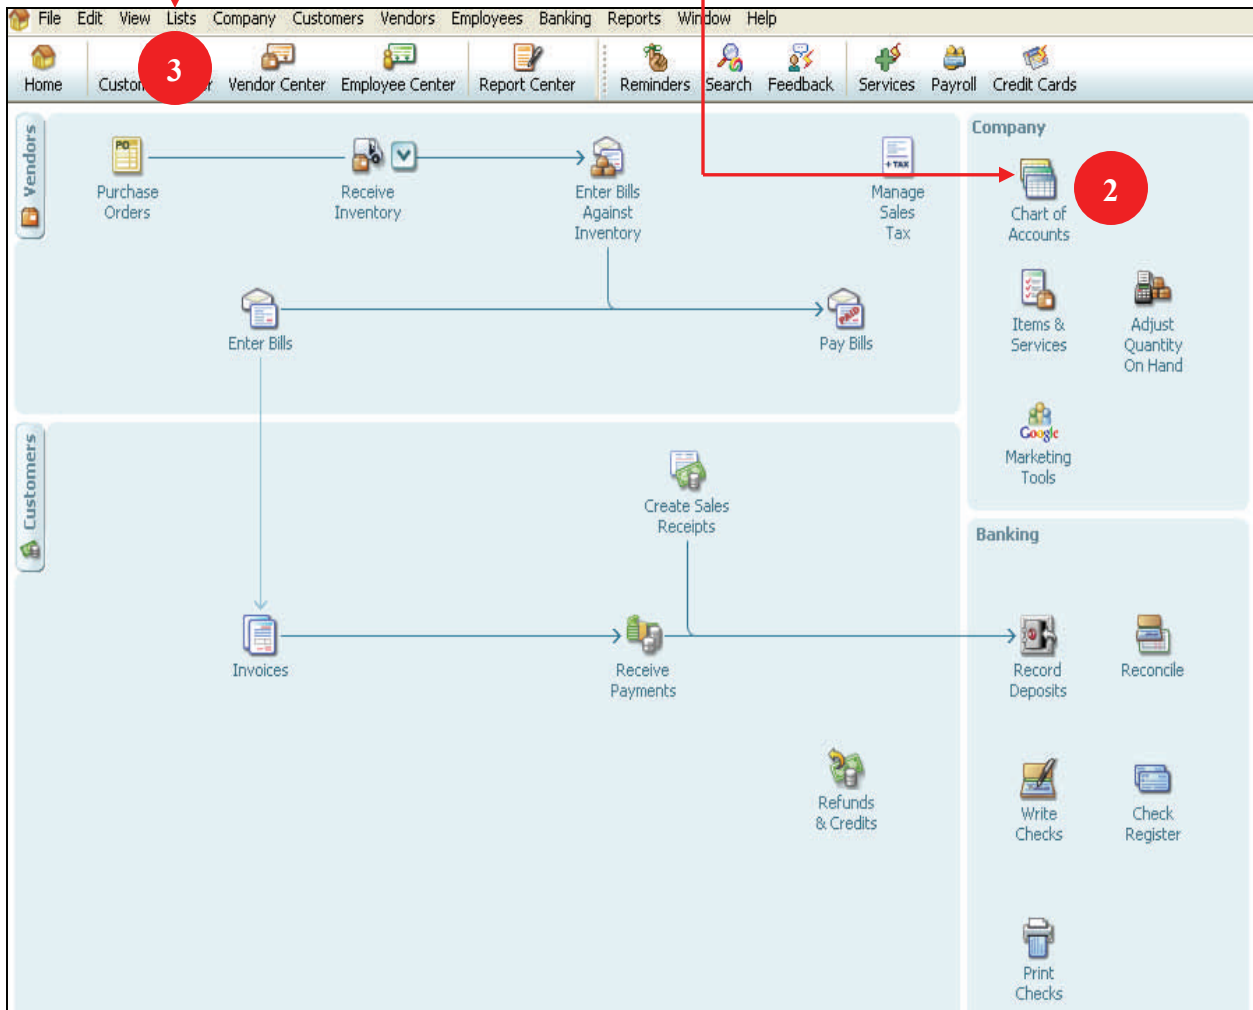 File Edit View Lists Company Customers Vendors Employees Banking Reports Window Help
3
Home Vendor Center Employee Center Report Center Reminders Search Feedback Services Payroll Credit Cards
Vendors
PO
Purchase
Orders
Receive
Inventory
Enter Bills
Against
Inventory
+ TAX
Manage
Sales
Tax
Enter Bills
PAID
Pay Bills
Customers
Create Sales
Receipts
Invoices
Receive
Payments
Refunds
& Credits
Company
2
Chart of
Accounts
Items &
Services
Adjust
Quantity
On Hand
Google
Marketing
Tools
Banking
Record
Deposits
Reconcile
Write
Checks
Check
Register
Print
Checks